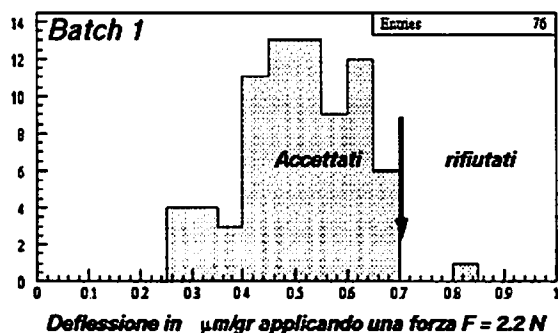 Batch 1
Entries 76
14
12
10
8
6
4
2
0
Accettati rifiutati
0 0.1 0.2 0.3 0.4 0.5 0.6 0.7 0.8 0.9 1
Deflessione in μm/gr applicando una forza F = 2.2 N